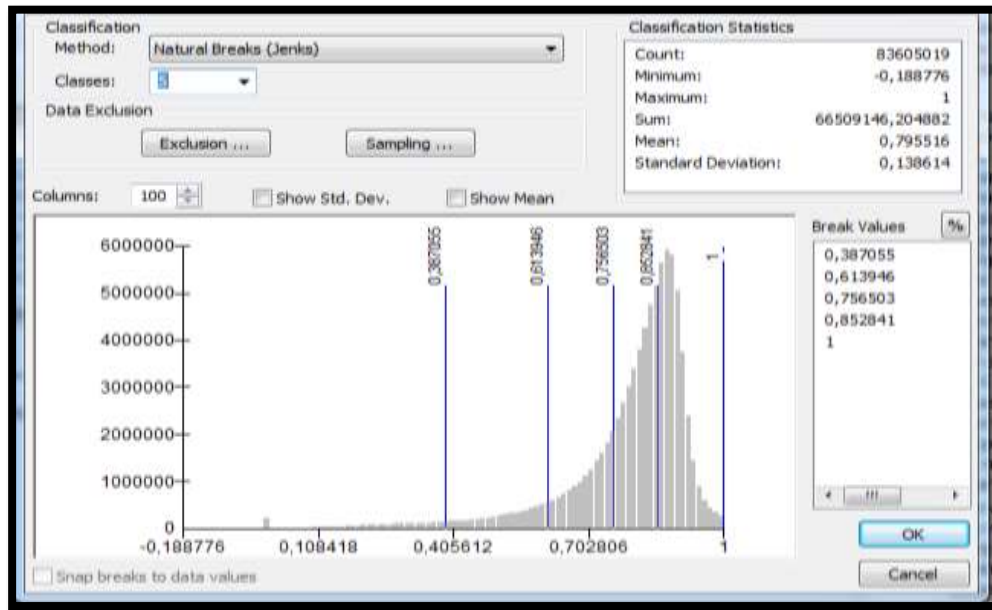 Classification
Method: Natural Breaks (Jenks)
Classes: 5
Data Exclusion
Exclusion ...
Sampling ...
Classification Statistics
Count: 83605019
Minimum: -0,188776
Maximum: 1
Sum: 66509146,204882
Mean: 0,795516
Standard Deviation: 0,138614
Columns: 100
Show Std. Dev.
Show Mean
Break Values
%
0,387055
0,613946
0,756503
0,852841
1
6000000
5000000
4000000
3000000
2000000
1000000
0
0,387055
0,613946
0,756503
0,852841
1
-0,188776
0,108418
0,405612
0,702806
1
Snap breaks to data values
OK
Cancel